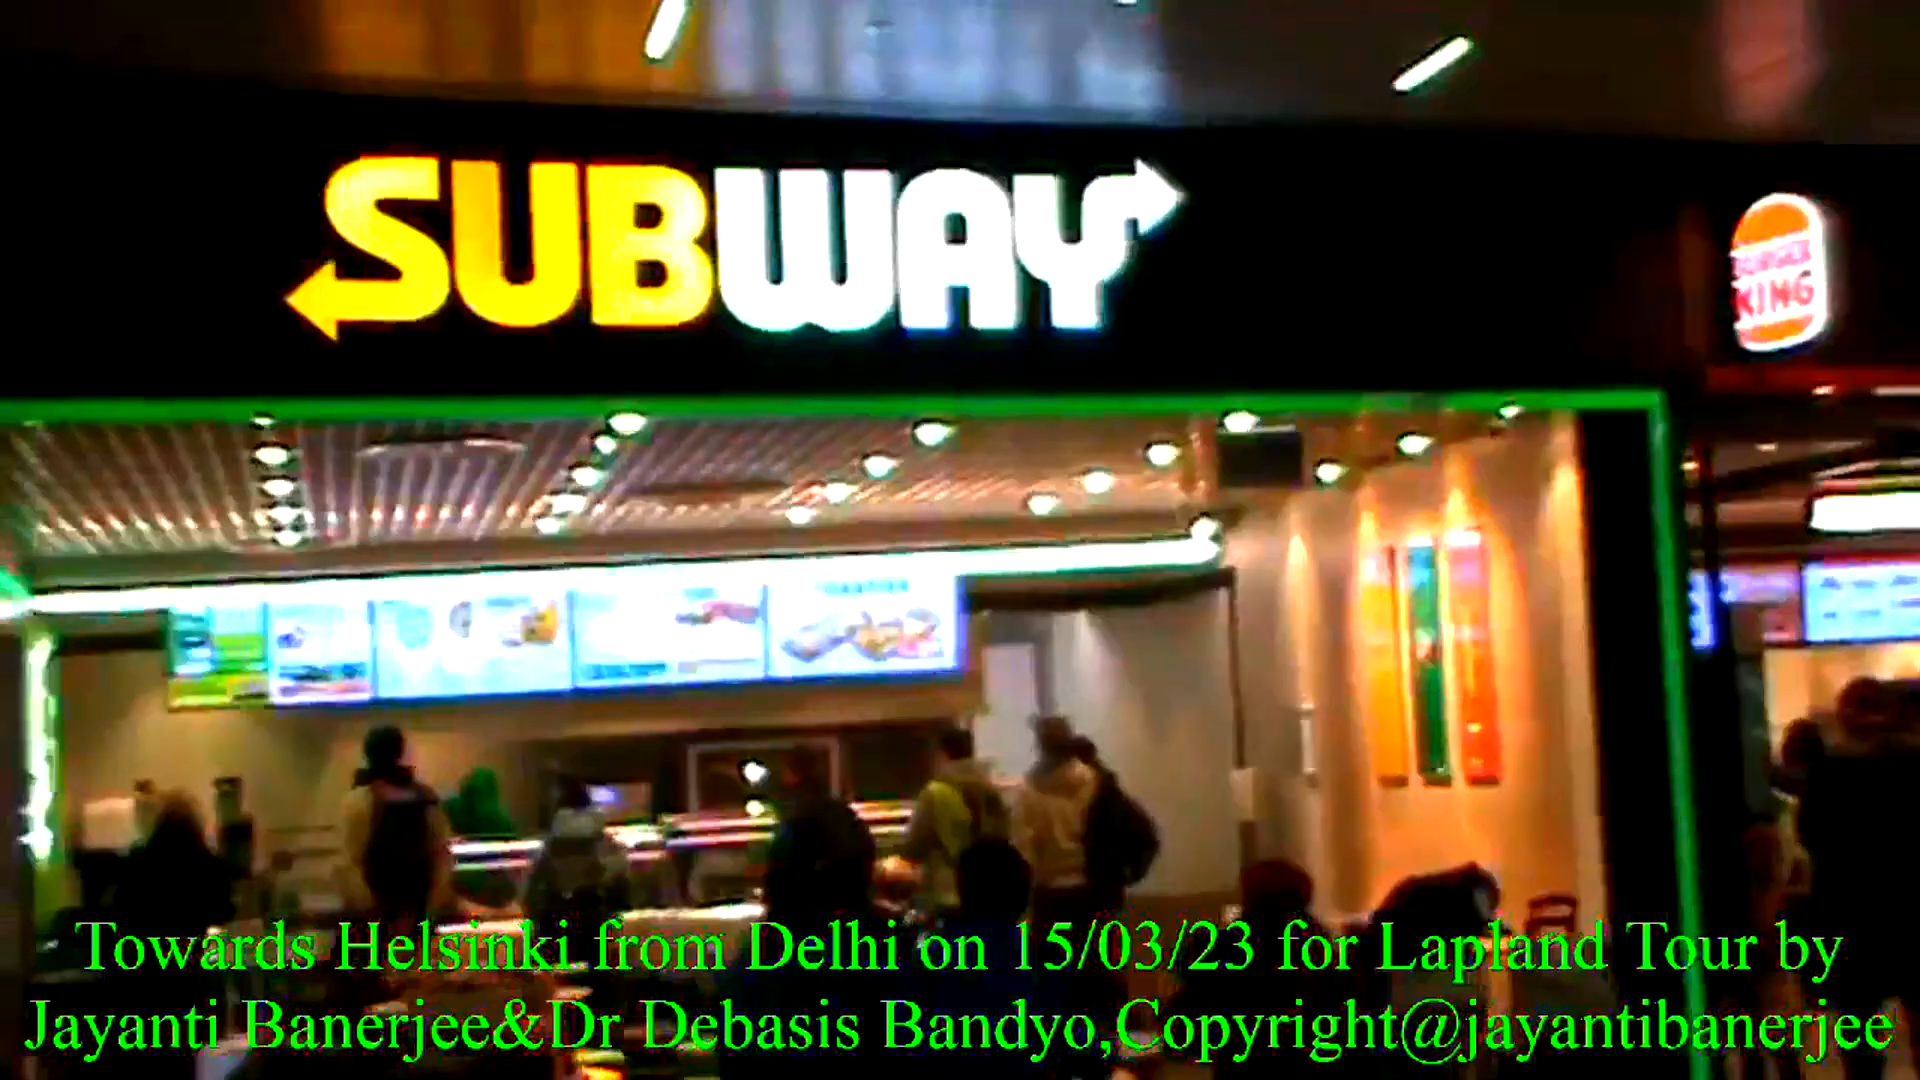 SUBWAY
BURGER
KING
Towards Helsinki from Delhi on 15/03/23 for Lapland Tour by
Jayanti Banerjee&Dr Debasis Bandyo,Copyright@jayantibanerjee